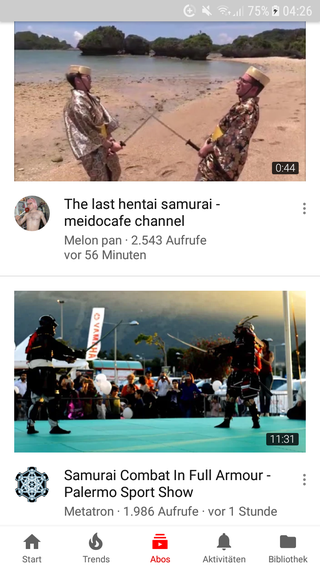 75% 04:26
0:44
The last hentai samurai -
meidocafe channel
Melon pan · 2.543 Aufrufe
vor 56 Minuten
YAMAHA
11:31
Samurai Combat In Full Armour -
Palermo Sport Show
Metatron · 1.986 Aufrufe · vor 1 Stunde
Start Trends Abos Aktivitäten Bibliothek